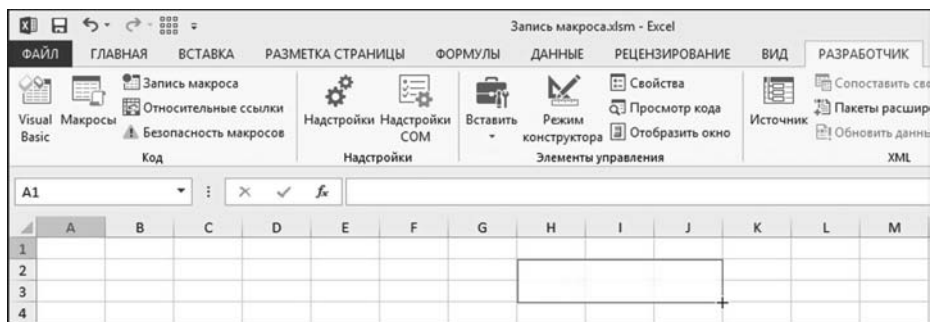 Запись макроса.xlsm - Excel
ФАЙЛ ГЛАВНАЯ ВСТАВКА РАЗМЕТКА СТРАНИЦЫ ФОРМУЛЫ ДАННЫЕ РЕЦЕНЗИРОВАНИЕ ВИД РАЗРАБОТЧИК
Visual Basic
Макросы
Запись макроса
Относительные ссылки
Безопасность макросов
Код
Надстройки
Надстройки COM
Надстройки
Вставить
Режим конструктора
Свойства
Просмотр кода
Отобразить окно
Элементы управления
Источник
Сопоставить сво
Пакеты расшир
Обновить даннь
XML
A1 fx
A B C D E F G H I J K L M
1
2
3
4